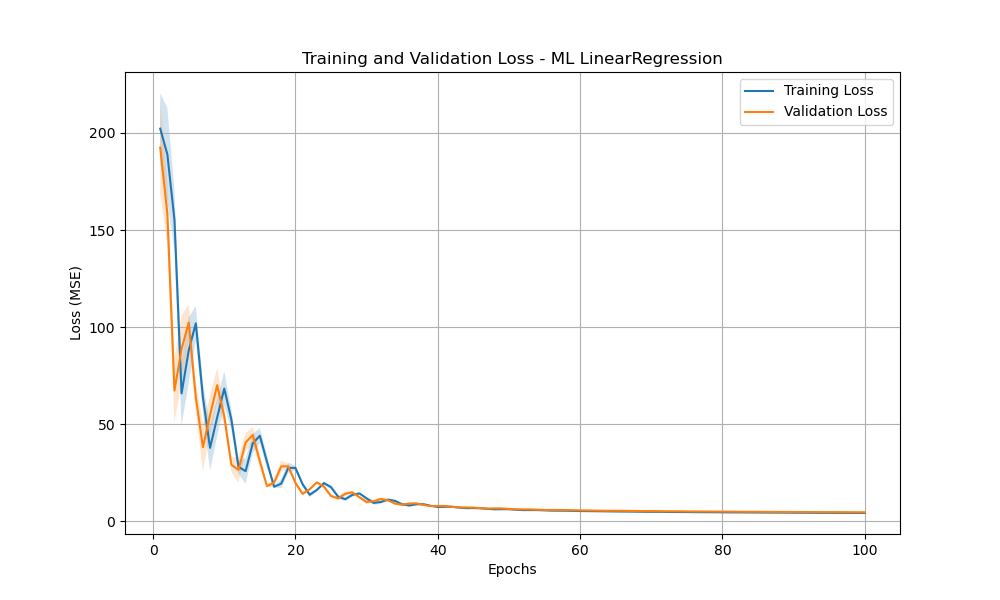 Training and Validation Loss - ML LinearRegression
Training Loss
Validation Loss
200
150
100
50
0
Loss (MSE)
0 20 40 60 80 100
Epochs